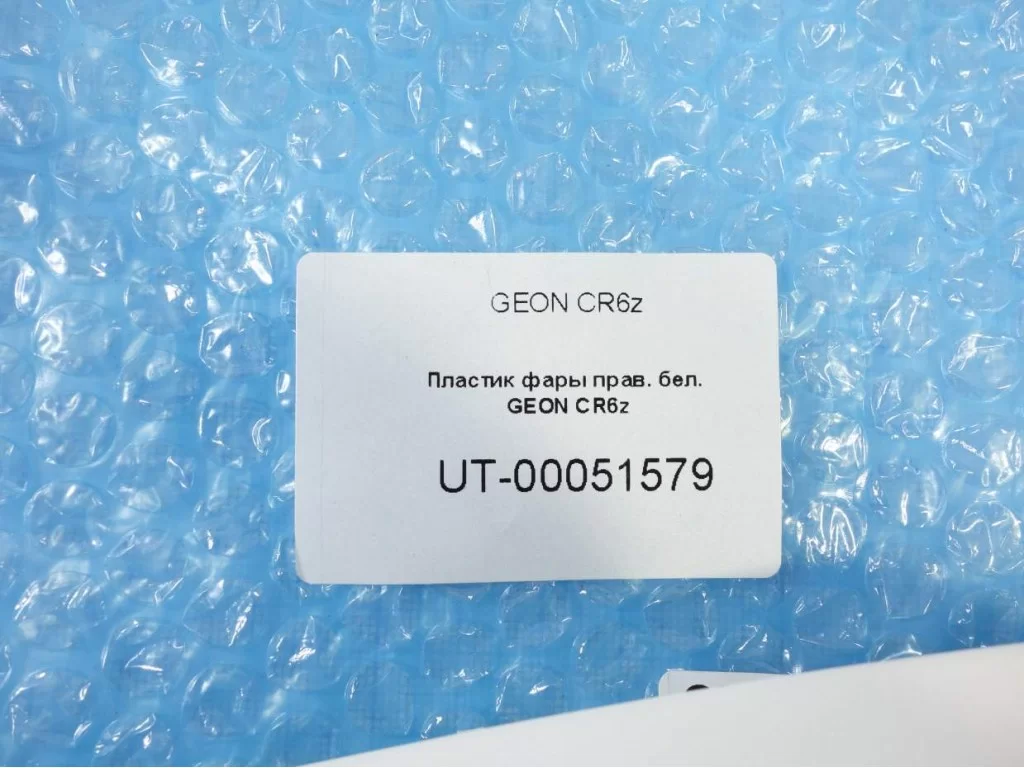 GEON CR6z
Пластик фары прав. бел.
GEON CR6z
UT-00051579